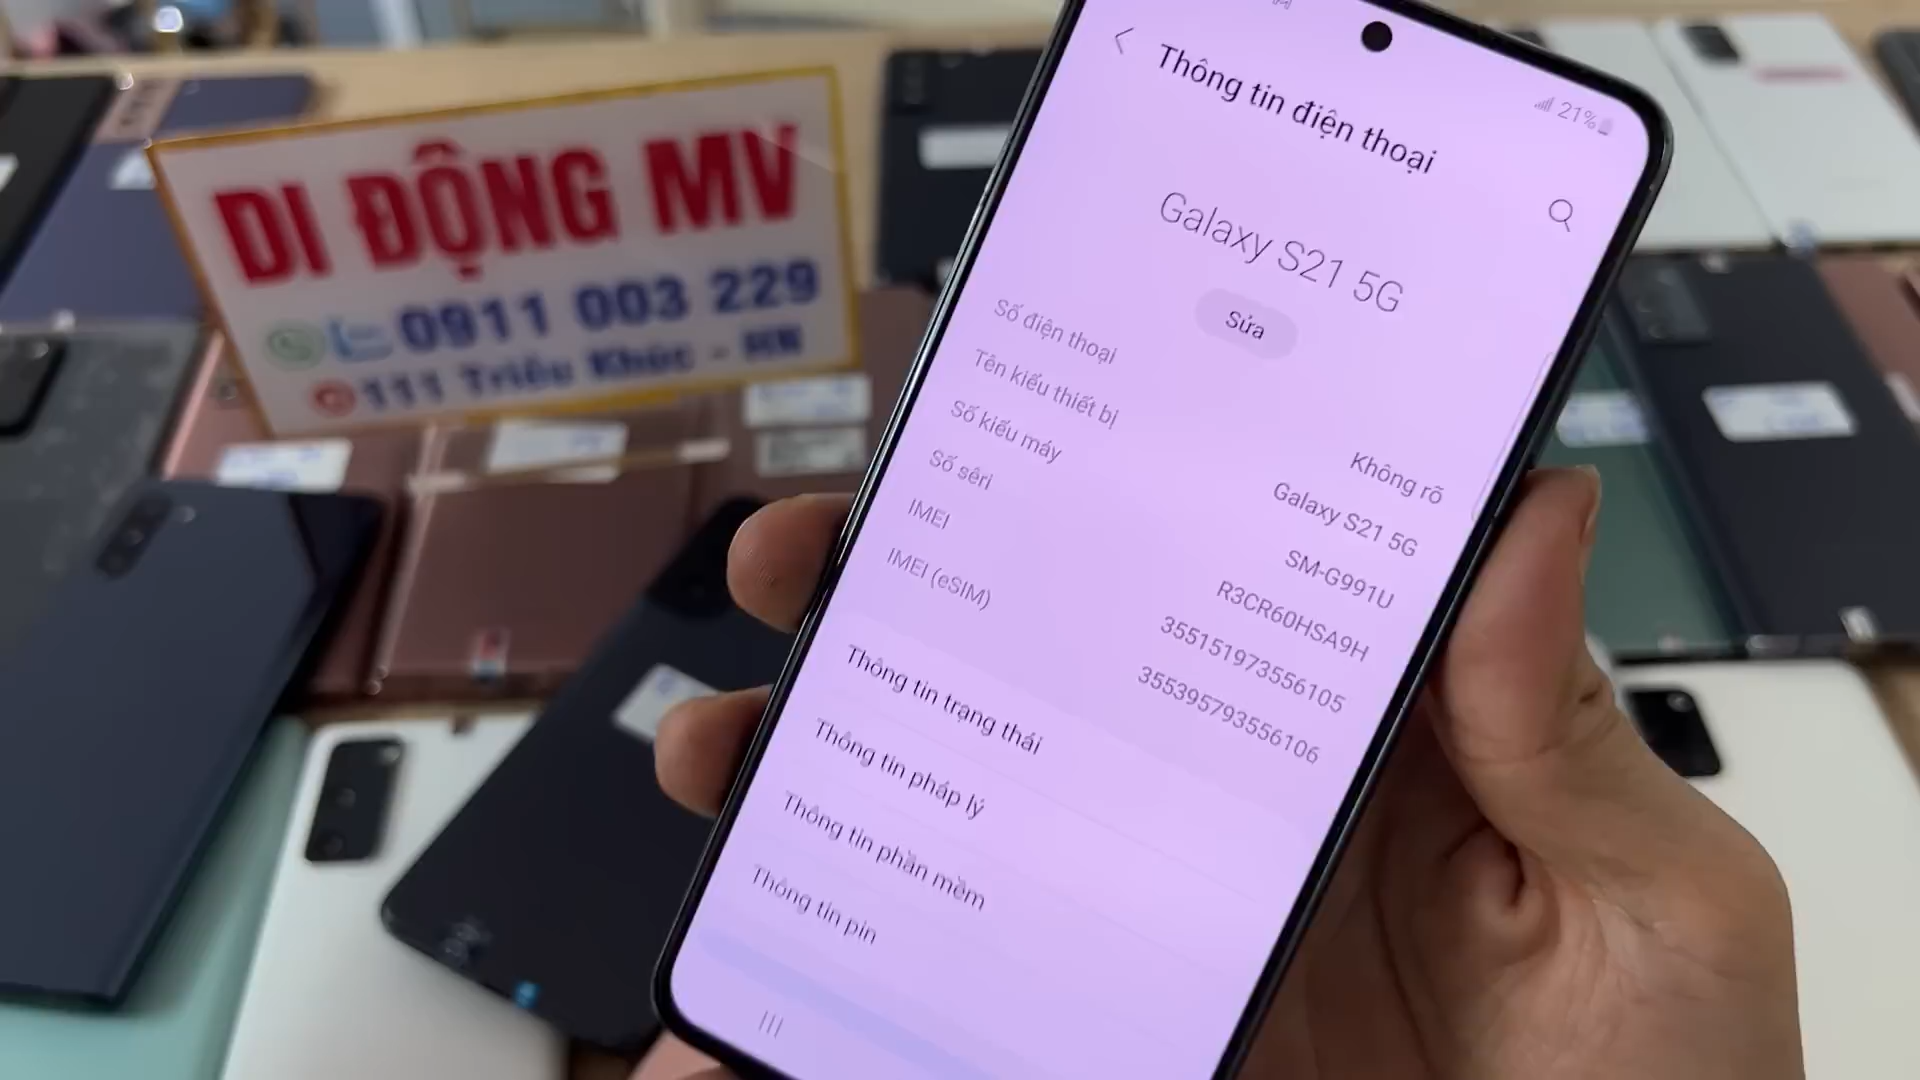 DI ĐỘNG MV
0911 003 229
111 Triều Khúc - HN
Thông tin điện thoại
21%
Galaxy S21 5G
Sửa
Số điện thoại
Không rõ
Tên kiểu thiết bị
Galaxy S21 5G
Số kiểu máy
SM-G991U
Số sêri
R3CR60HSA9H
IMEI
355151973556105
IMEI (eSIM)
355395793556106
Thông tin trạng thái
Thông tin pháp lý
Thông tin phần mềm
Thông tin pin